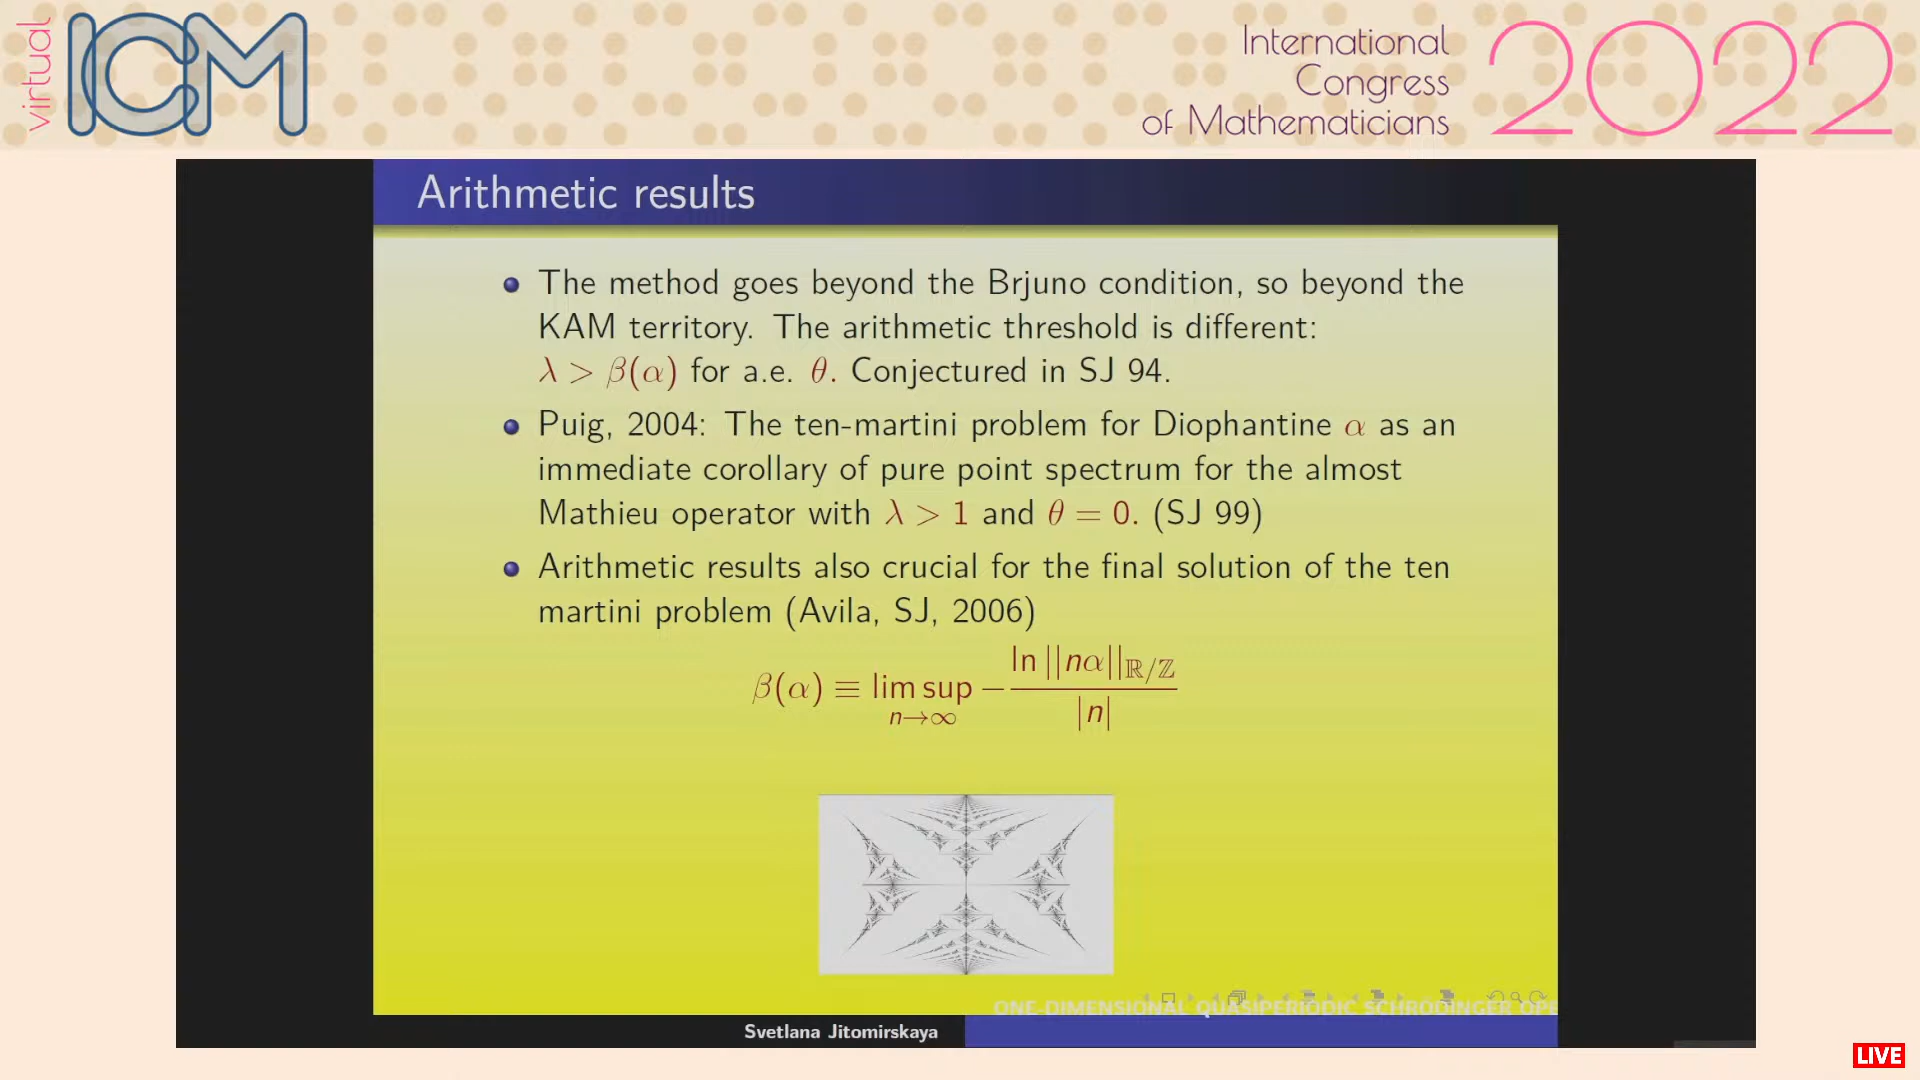 virtual
ICM
International
Congress
of Mathematicians
2022
Arithmetic results
The method goes beyond the Brjuno condition, so beyond the
KAM territory. The arithmetic threshold is different:
λ > β(α) for a.e. θ. Conjectured in SJ 94.
Puig, 2004: The ten-martini problem for Diophantine α as an
immediate corollary of pure point spectrum for the almost
Mathieu operator with λ > 1 and θ = 0. (SJ 99)
Arithmetic results also crucial for the final solution of the ten
martini problem (Avila, SJ, 2006)
β(α) ≡ lim sup_{n→∞} − ln ||nα||_{ℝ/ℤ} / |n|
ONE-DIMENSIONAL QUASIPERIODIC SCHRÖDINGER OPE
Svetlana Jitomirskaya
LIVE